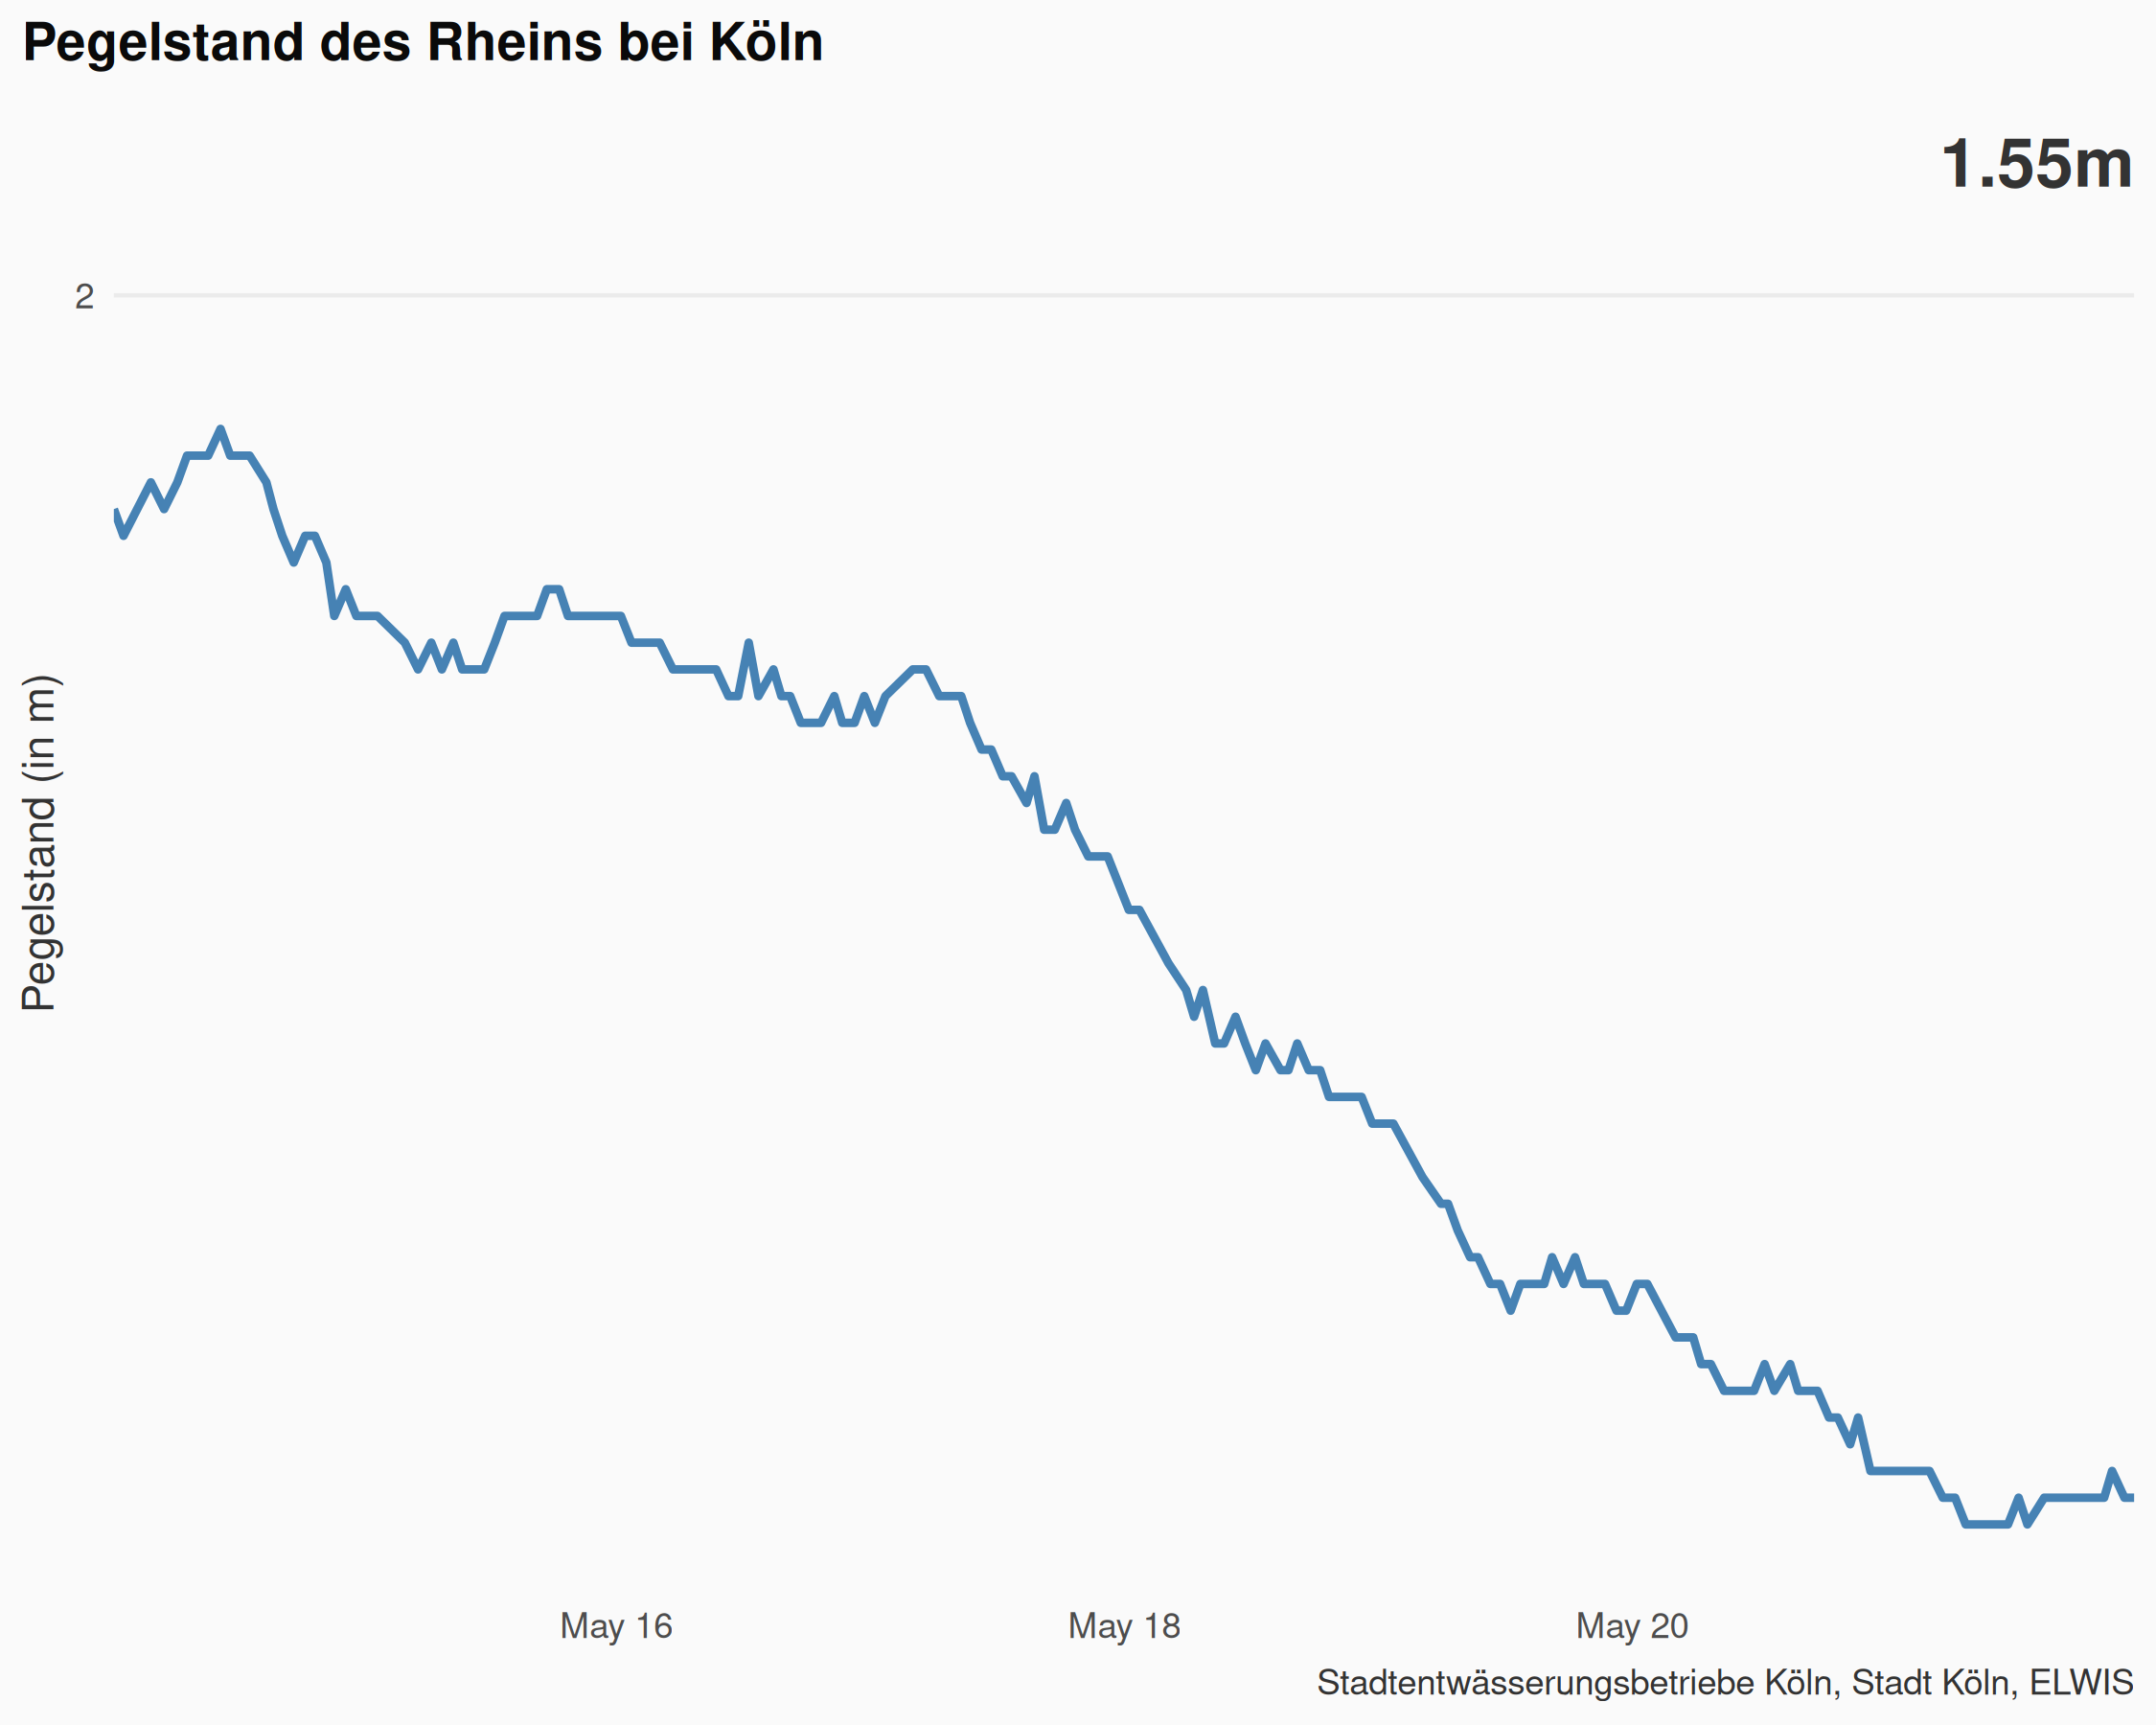 Pegelstand des Rheins bei Köln
1.55m
2
Pegelstand (in m)
May 16 May 18 May 20
Stadtentwässerungsbetriebe Köln, Stadt Köln, ELWIS